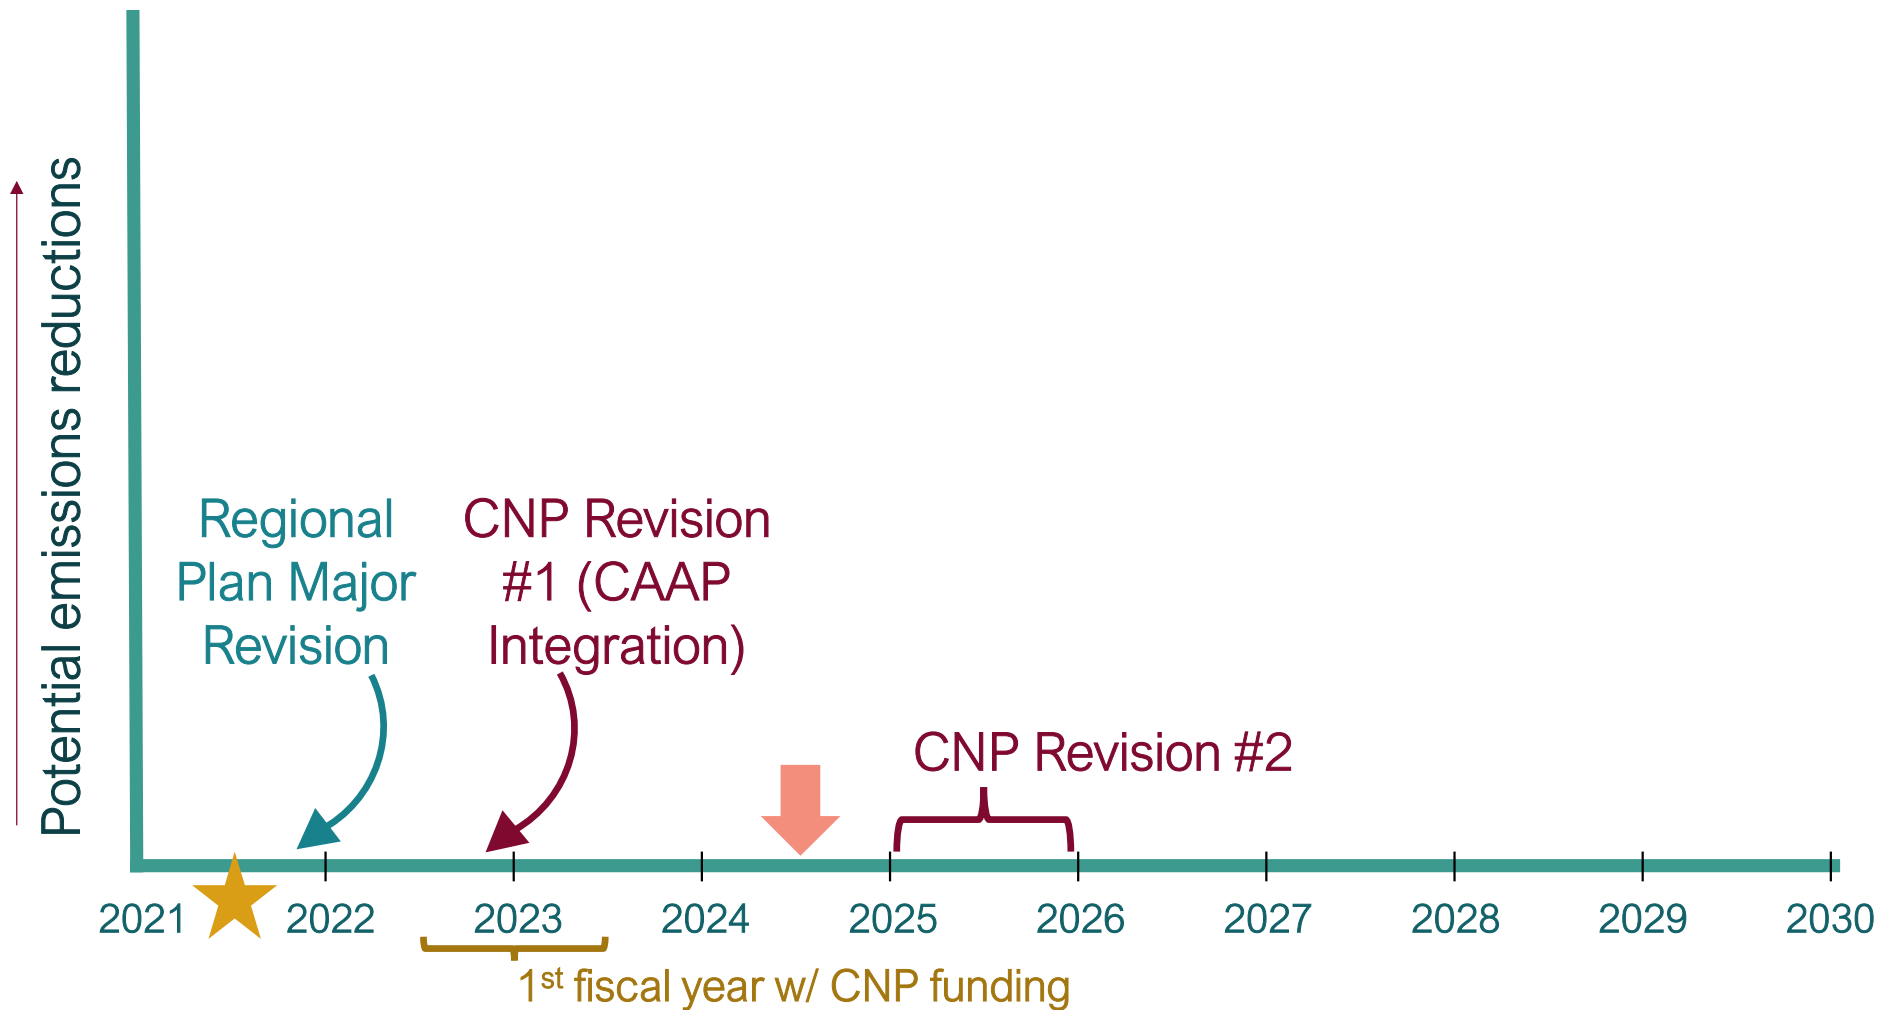 Potential emissions reductions
Regional
Plan Major
Revision
CNP Revision
#1 (CAAP
Integration)
CNP Revision #2
2021 2022 2023 2024 2025 2026 2027 2028 2029 2030
1st fiscal year w/ CNP funding